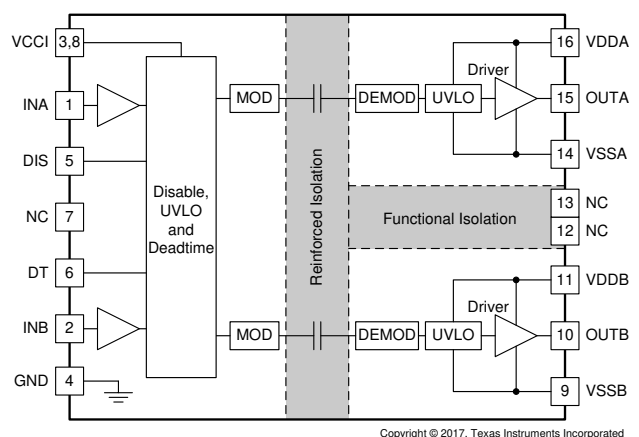 VCCI 3,8
16 VDDA
Driver
INA 1
MOD
DEMOD
UVLO
15 OUTA
DIS 5
14 VSSA
Disable,
UVLO
and
Deadtime
Reinforced Isolation
NC 7
13 NC
Functional Isolation
12 NC
DT 6
11 VDDB
Driver
INB 2
MOD
DEMOD
UVLO
10 OUTB
GND 4
9 VSSB
Copyright © 2017, Texas Instruments Incorporated